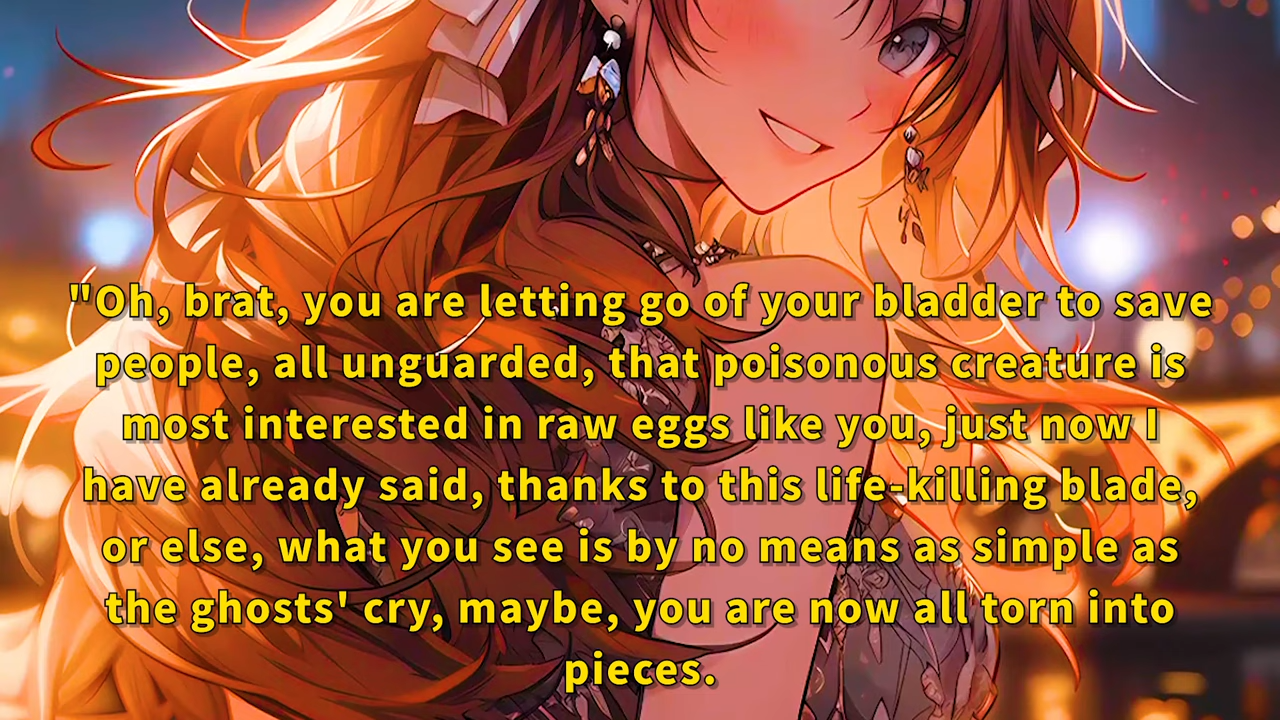 "Oh, brat, you are letting go of your bladder to save
people, all unguarded, that poisonous creature is
most interested in raw eggs like you, just now I
have already said, thanks to this life-killing blade,
or else, what you see is by no means as simple as
the ghosts' cry, maybe, you are now all torn into
pieces.